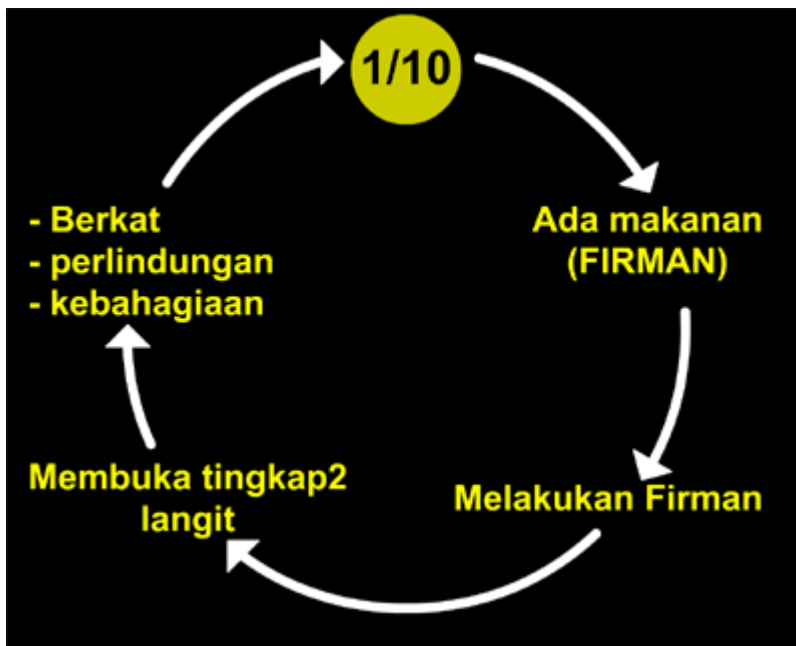 1/10
Ada makanan
(FIRMAN)
Melakukan Firman
Membuka tingkap2
langit
- Berkat
- perlindungan
- kebahagiaan